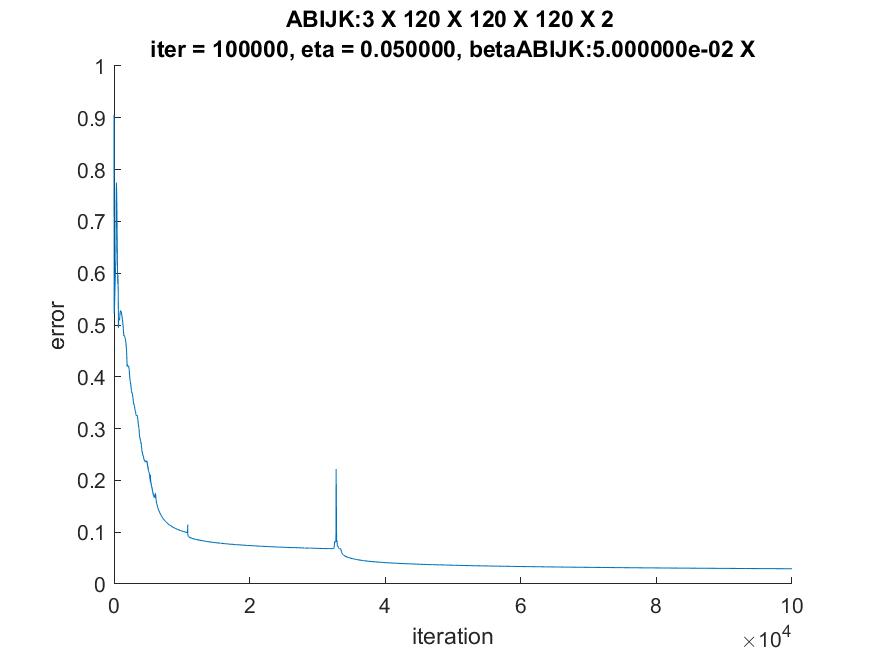 ABIJK:3 X 120 X 120 X 120 X 2
iter = 100000, eta = 0.050000, betaABIJK:5.000000e-02 X
1
0.9
0.8
0.7
0.6
0.5
0.4
0.3
0.2
0.1
0
error
0 2 4 6 8 10
iteration
×10⁴